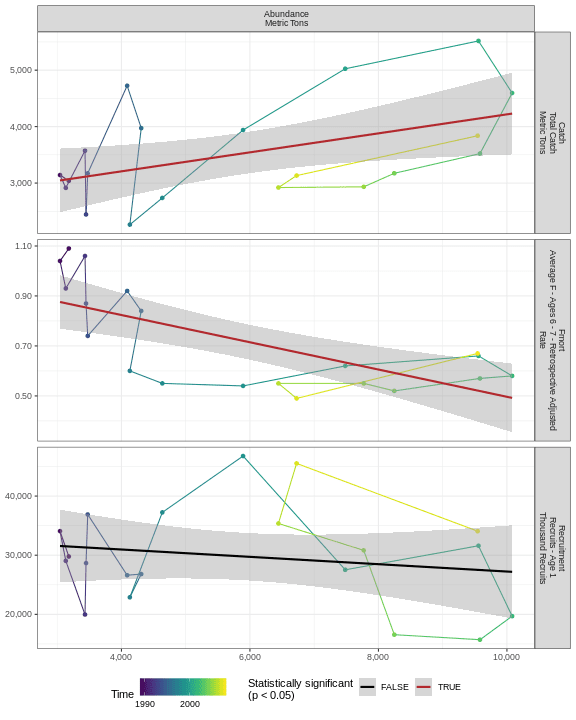 Abundance
Metric Tons
5,000
4,000
3,000
Catch
Total Catch
Metric Tons
1.10
0.90
0.70
0.50
Fmort
Average F - Ages 6 - 7 - Retrospective Adjusted
Rate
40,000
30,000
20,000
Recruitment
Recruits - Age 1
Thousand Recruits
4,000 6,000 8,000 10,000
Time
1990 2000
Statistically significant
(p < 0.05)
FALSE TRUE